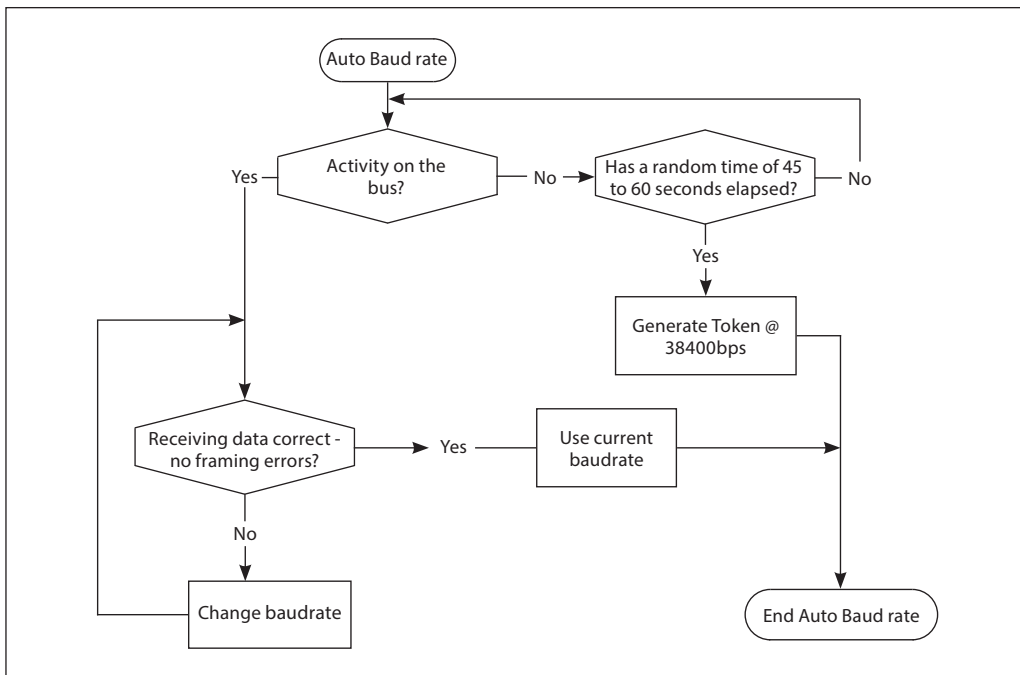 Auto Baud rate
Activity on the
bus?
Yes
No
Has a random time of 45
to 60 seconds elapsed?
No
Yes
Generate Token @
38400bps
Receiving data correct -
no framing errors?
Yes
Use current
baudrate
No
Change baudrate
End Auto Baud rate